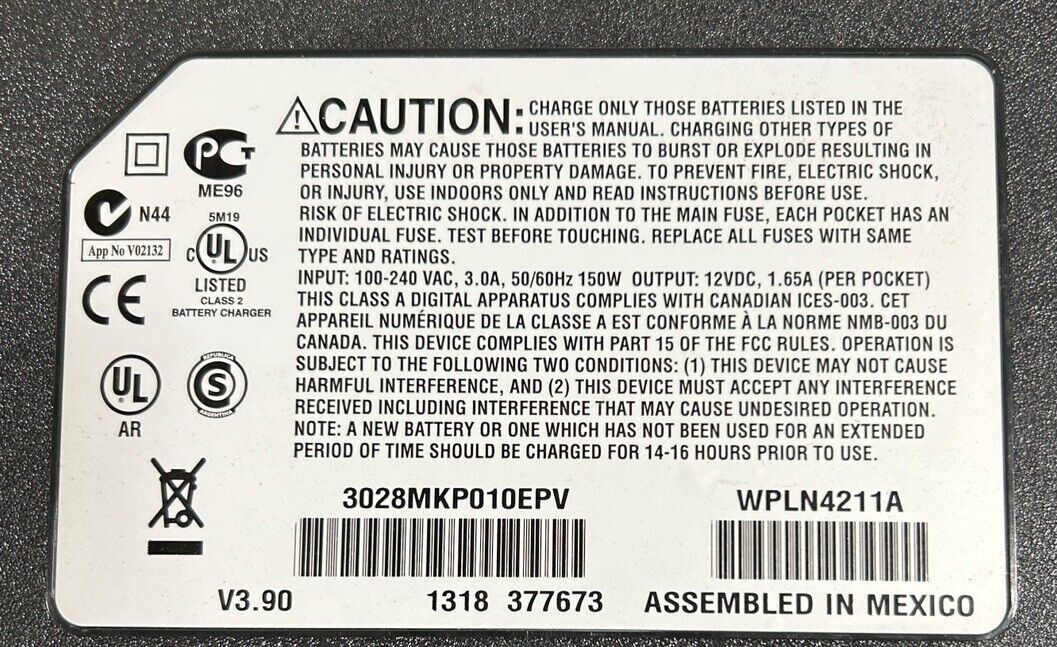 ⚠CAUTION: CHARGE ONLY THOSE BATTERIES LISTED IN THE
USER'S MANUAL. CHARGING OTHER TYPES OF
BATTERIES MAY CAUSE THOSE BATTERIES TO BURST OR EXPLODE RESULTING IN
PERSONAL INJURY OR PROPERTY DAMAGE. TO PREVENT FIRE, ELECTRIC SHOCK,
OR INJURY, USE INDOORS ONLY AND READ INSTRUCTIONS BEFORE USE.
RISK OF ELECTRIC SHOCK. IN ADDITION TO THE MAIN FUSE, EACH POCKET HAS AN
INDIVIDUAL FUSE. TEST BEFORE TOUCHING. REPLACE ALL FUSES WITH SAME
TYPE AND RATINGS.
INPUT: 100-240 VAC, 3.0A, 50/60Hz 150W OUTPUT: 12VDC, 1.65A (PER POCKET)
THIS CLASS A DIGITAL APPARATUS COMPLIES WITH CANADIAN ICES-003. CET
APPAREIL NUMÉRIQUE DE LA CLASSE A EST CONFORME À LA NORME NMB-003 DU
CANADA. THIS DEVICE COMPLIES WITH PART 15 OF THE FCC RULES. OPERATION IS
SUBJECT TO THE FOLLOWING TWO CONDITIONS: (1) THIS DEVICE MAY NOT CAUSE
HARMFUL INTERFERENCE, AND (2) THIS DEVICE MUST ACCEPT ANY INTERFERENCE
RECEIVED INCLUDING INTERFERENCE THAT MAY CAUSE UNDESIRED OPERATION.
NOTE: A NEW BATTERY OR ONE WHICH HAS NOT BEEN USED FOR AN EXTENDED
PERIOD OF TIME SHOULD BE CHARGED FOR 14-16 HOURS PRIOR TO USE.
PCT
ME96
N44
5M19
App No V02132
C UL US
LISTED
CLASS 2
BATTERY CHARGER
CE
UL
AR
REPUBLICA
S
ARGENTINA
3028MKP010EPV
WPLN4211A
V3.90
1318 377673
ASSEMBLED IN MEXICO